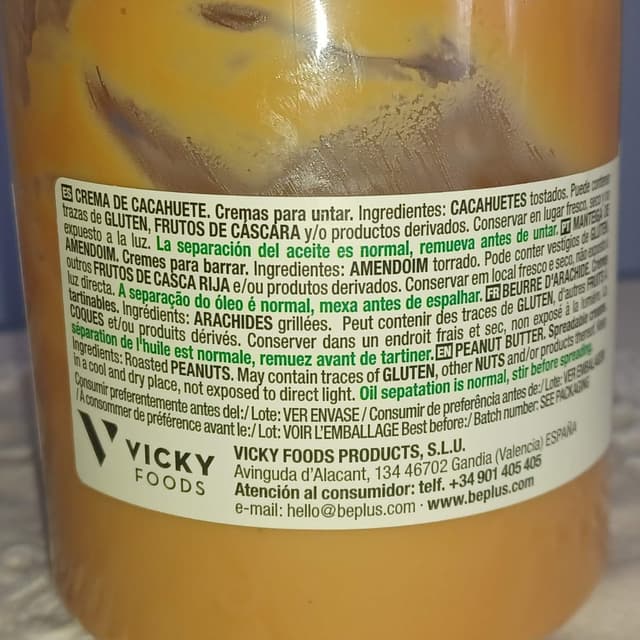 ES CREMA DE CACAHUETE. Cremas para untar. Ingredientes: CACAHUETES tostados. Puede contener
trazas de GLUTEN, FRUTOS DE CÁSCARA y/o productos derivados. Conservar en lugar fresco, seco y no
expuesto a la luz. La separación del aceite es normal, remueva antes de untar. PT MANTEIGA DE
AMENDOIM. Cremes para barrar. Ingredientes: AMENDOIM torrado. Pode conter vestígios de GLUTEN,
outros FRUTOS DE CASCA RIJA e/ou produtos derivados. Conservar em local fresco e seco, não exposto à
luz directa. A separação do óleo é normal, mexa antes de espalhar. FR BEURRE D'ARACHIDE. Cremes
tartinables. Ingrédients: ARACHIDES grillées. Peut contenir des traces de GLUTEN, d'autres FRUITS À
COQUES et/ou produits dérivés. Conserver dans un endroit frais et sec, non exposé à la lumière. La
séparation de l'huile est normale, remuez avant de tartiner. EN PEANUT BUTTER. Spreadable creams.
Ingredients: Roasted PEANUTS. May contain traces of GLUTEN, other NUTS and/or products thereof. Keep
in a cool and dry place, not exposed to direct light. Oil sepatation is normal, stir before spreading.
Consumir preferentemente antes del:/ Lote: VER ENVASE / Consumir de preferência antes de:/ Lote: VER EMBALAGEM
/ A consommer de préférence avant le:/ Lot: VOIR L'EMBALLAGE Best before:/ Batch number: SEE PACKAGING
VICKY
FOODS
VICKY FOODS PRODUCTS, S.L.U.
Avinguda d'Alacant, 134 46702 Gandia (Valencia) ESPAÑA
Atención al consumidor: telf. +34 901 405 405
e-mail: hello@beplus.com · www.beplus.com